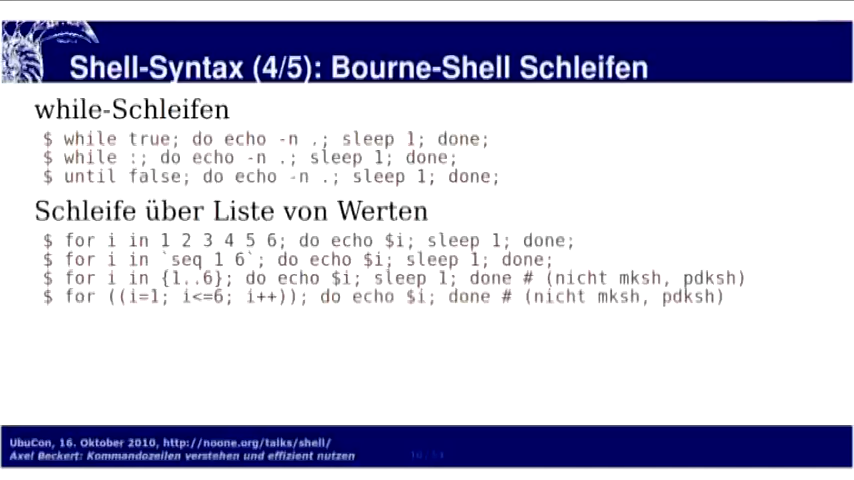 Shell-Syntax (4/5): Bourne-Shell Schleifen
while-Schleifen
$ while true; do echo -n .; sleep 1; done;
$ while :; do echo -n .; sleep 1; done;
$ until false; do echo -n .; sleep 1; done;
Schleife über Liste von Werten
$ for i in 1 2 3 4 5 6; do echo $i; sleep 1; done;
$ for i in `seq 1 6`; do echo $i; sleep 1; done;
$ for i in {1..6}; do echo $i; sleep 1; done # (nicht mksh, pdksh)
$ for ((i=1; i<=6; i++)); do echo $i; done # (nicht mksh, pdksh)
UbuCon, 16. Oktober 2010, http://noone.org/talks/shell/
Axel Beckert: Kommandozeilen verstehen und effizient nutzen